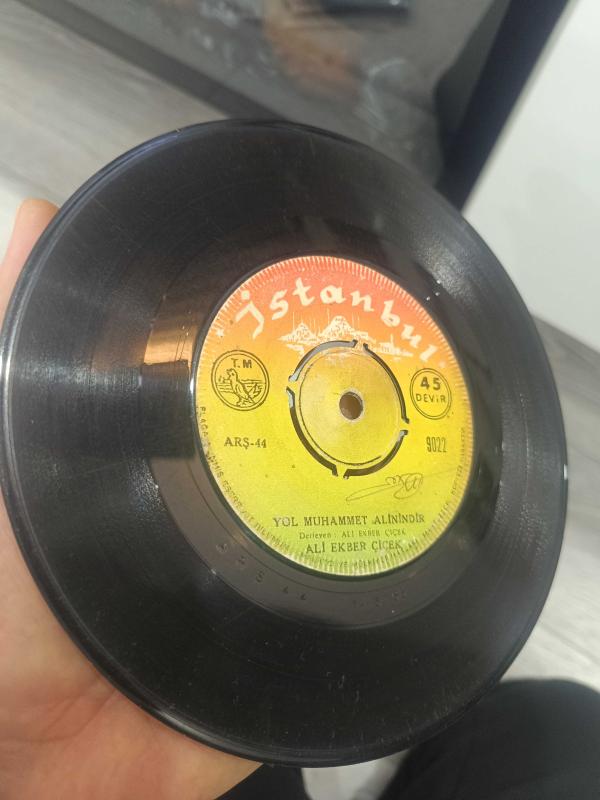 İstanbul
T.M
45
DEVİR
ARŞ-44
9022
YOL MUHAMMET ALİNİNDİR
Derleyen : ALİ EKBER ÇİÇEK
ALİ EKBER ÇİÇEK